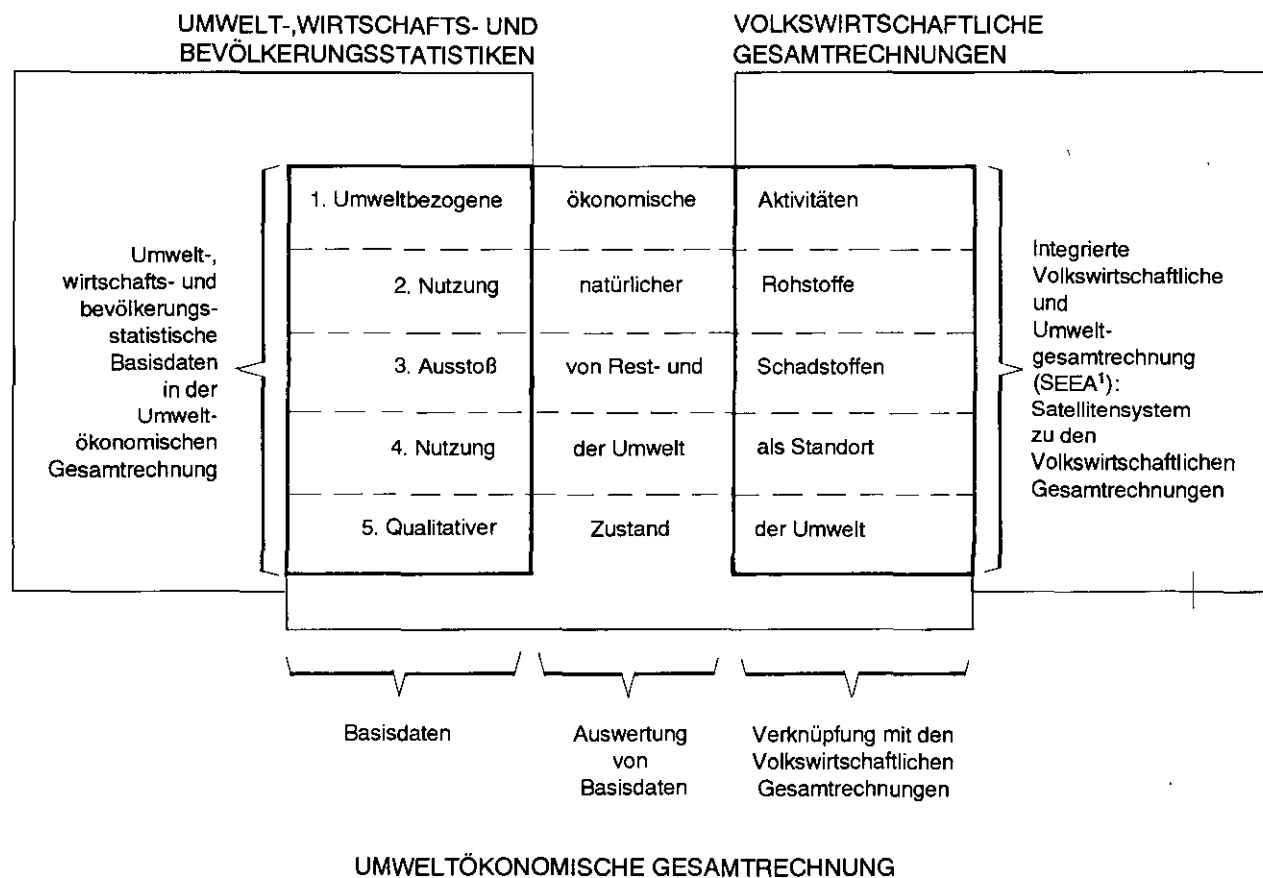 UMWELT-,WIRTSCHAFTS- UND
BEVÖLKERUNGSSTATISTIKEN
VOLKSWIRTSCHAFTLICHE
GESAMTRECHNUNGEN
Umwelt-,
wirtschafts- und
bevölkerungs-
statistische
Basisdaten
in der
Umwelt-
ökonomischen
Gesamtrechnung
1. Umweltbezogene ökonomische Aktivitäten
2. Nutzung natürlicher Rohstoffe
3. Ausstoß von Rest- und Schadstoffen
4. Nutzung der Umwelt als Standort
5. Qualitativer Zustand der Umwelt
Integrierte
Volkswirtschaftliche
und
Umwelt-
gesamtrechnung
(SEEA¹):
Satellitensystem
zu den
Volkswirtschaftlichen
Gesamtrechnungen
Basisdaten
Auswertung
von
Basisdaten
Verknüpfung mit den
Volkswirtschaftlichen
Gesamtrechnungen
UMWELTÖKONOMISCHE GESAMTRECHNUNG